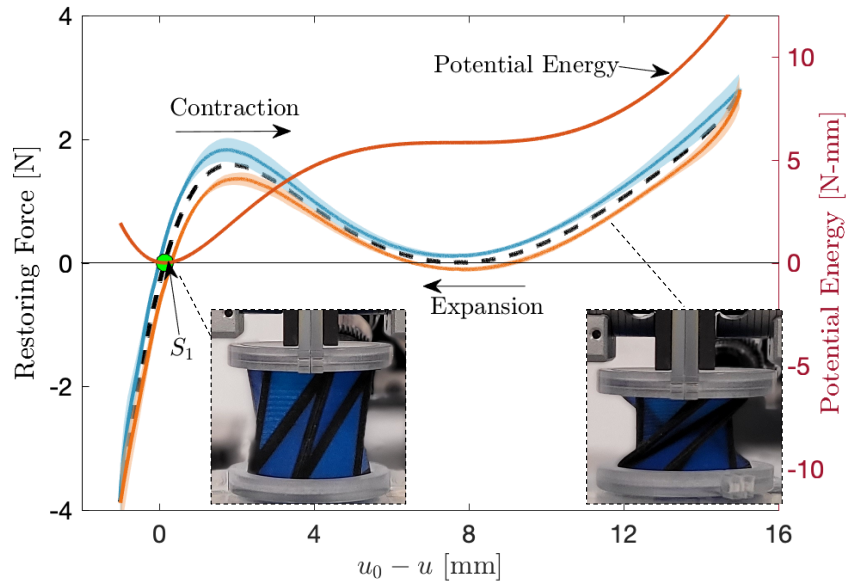 4
2
0
-2
-4
Restoring Force [N]
0
4
8
12
16
u₀ − u [mm]
10
5
0
-5
-10
Potential Energy [N-mm]
Contraction
Potential Energy
Expansion
S₁